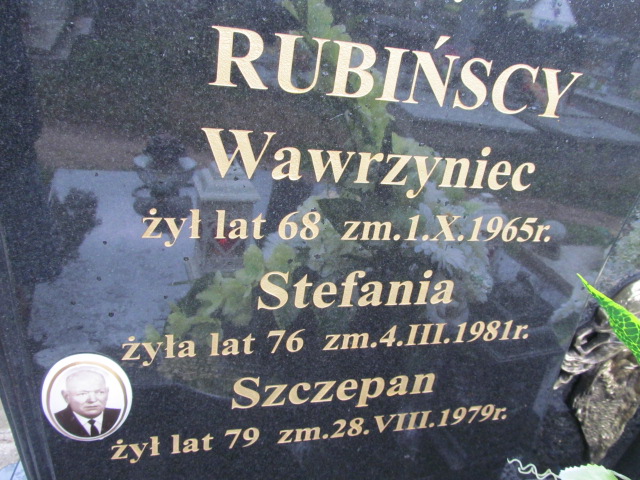 RUBIŃSCY
Wawrzyniec
żył lat 68 zm.1.X.1965r.
Stefania
żyła lat 76 zm.4.III.1981r.
Szczepan
żył lat 79 zm.28.VIII.1979r.